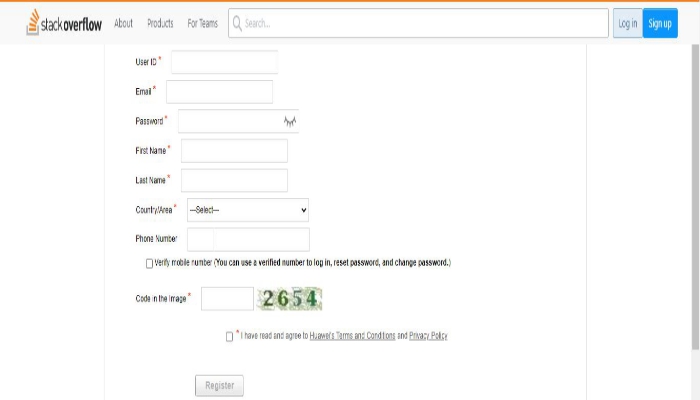 stackoverflow About Products For Teams Search... Log in Sign up
User ID *
Email *
Password *
First Name *
Last Name *
Country/Area * ---Select---
Phone Number
Verify mobile number (You can use a verified number to log in, reset password, and change password.)
Code in the Image * 2654
* I have read and agree to Huawei's Terms and Conditions and Privacy Policy
Register